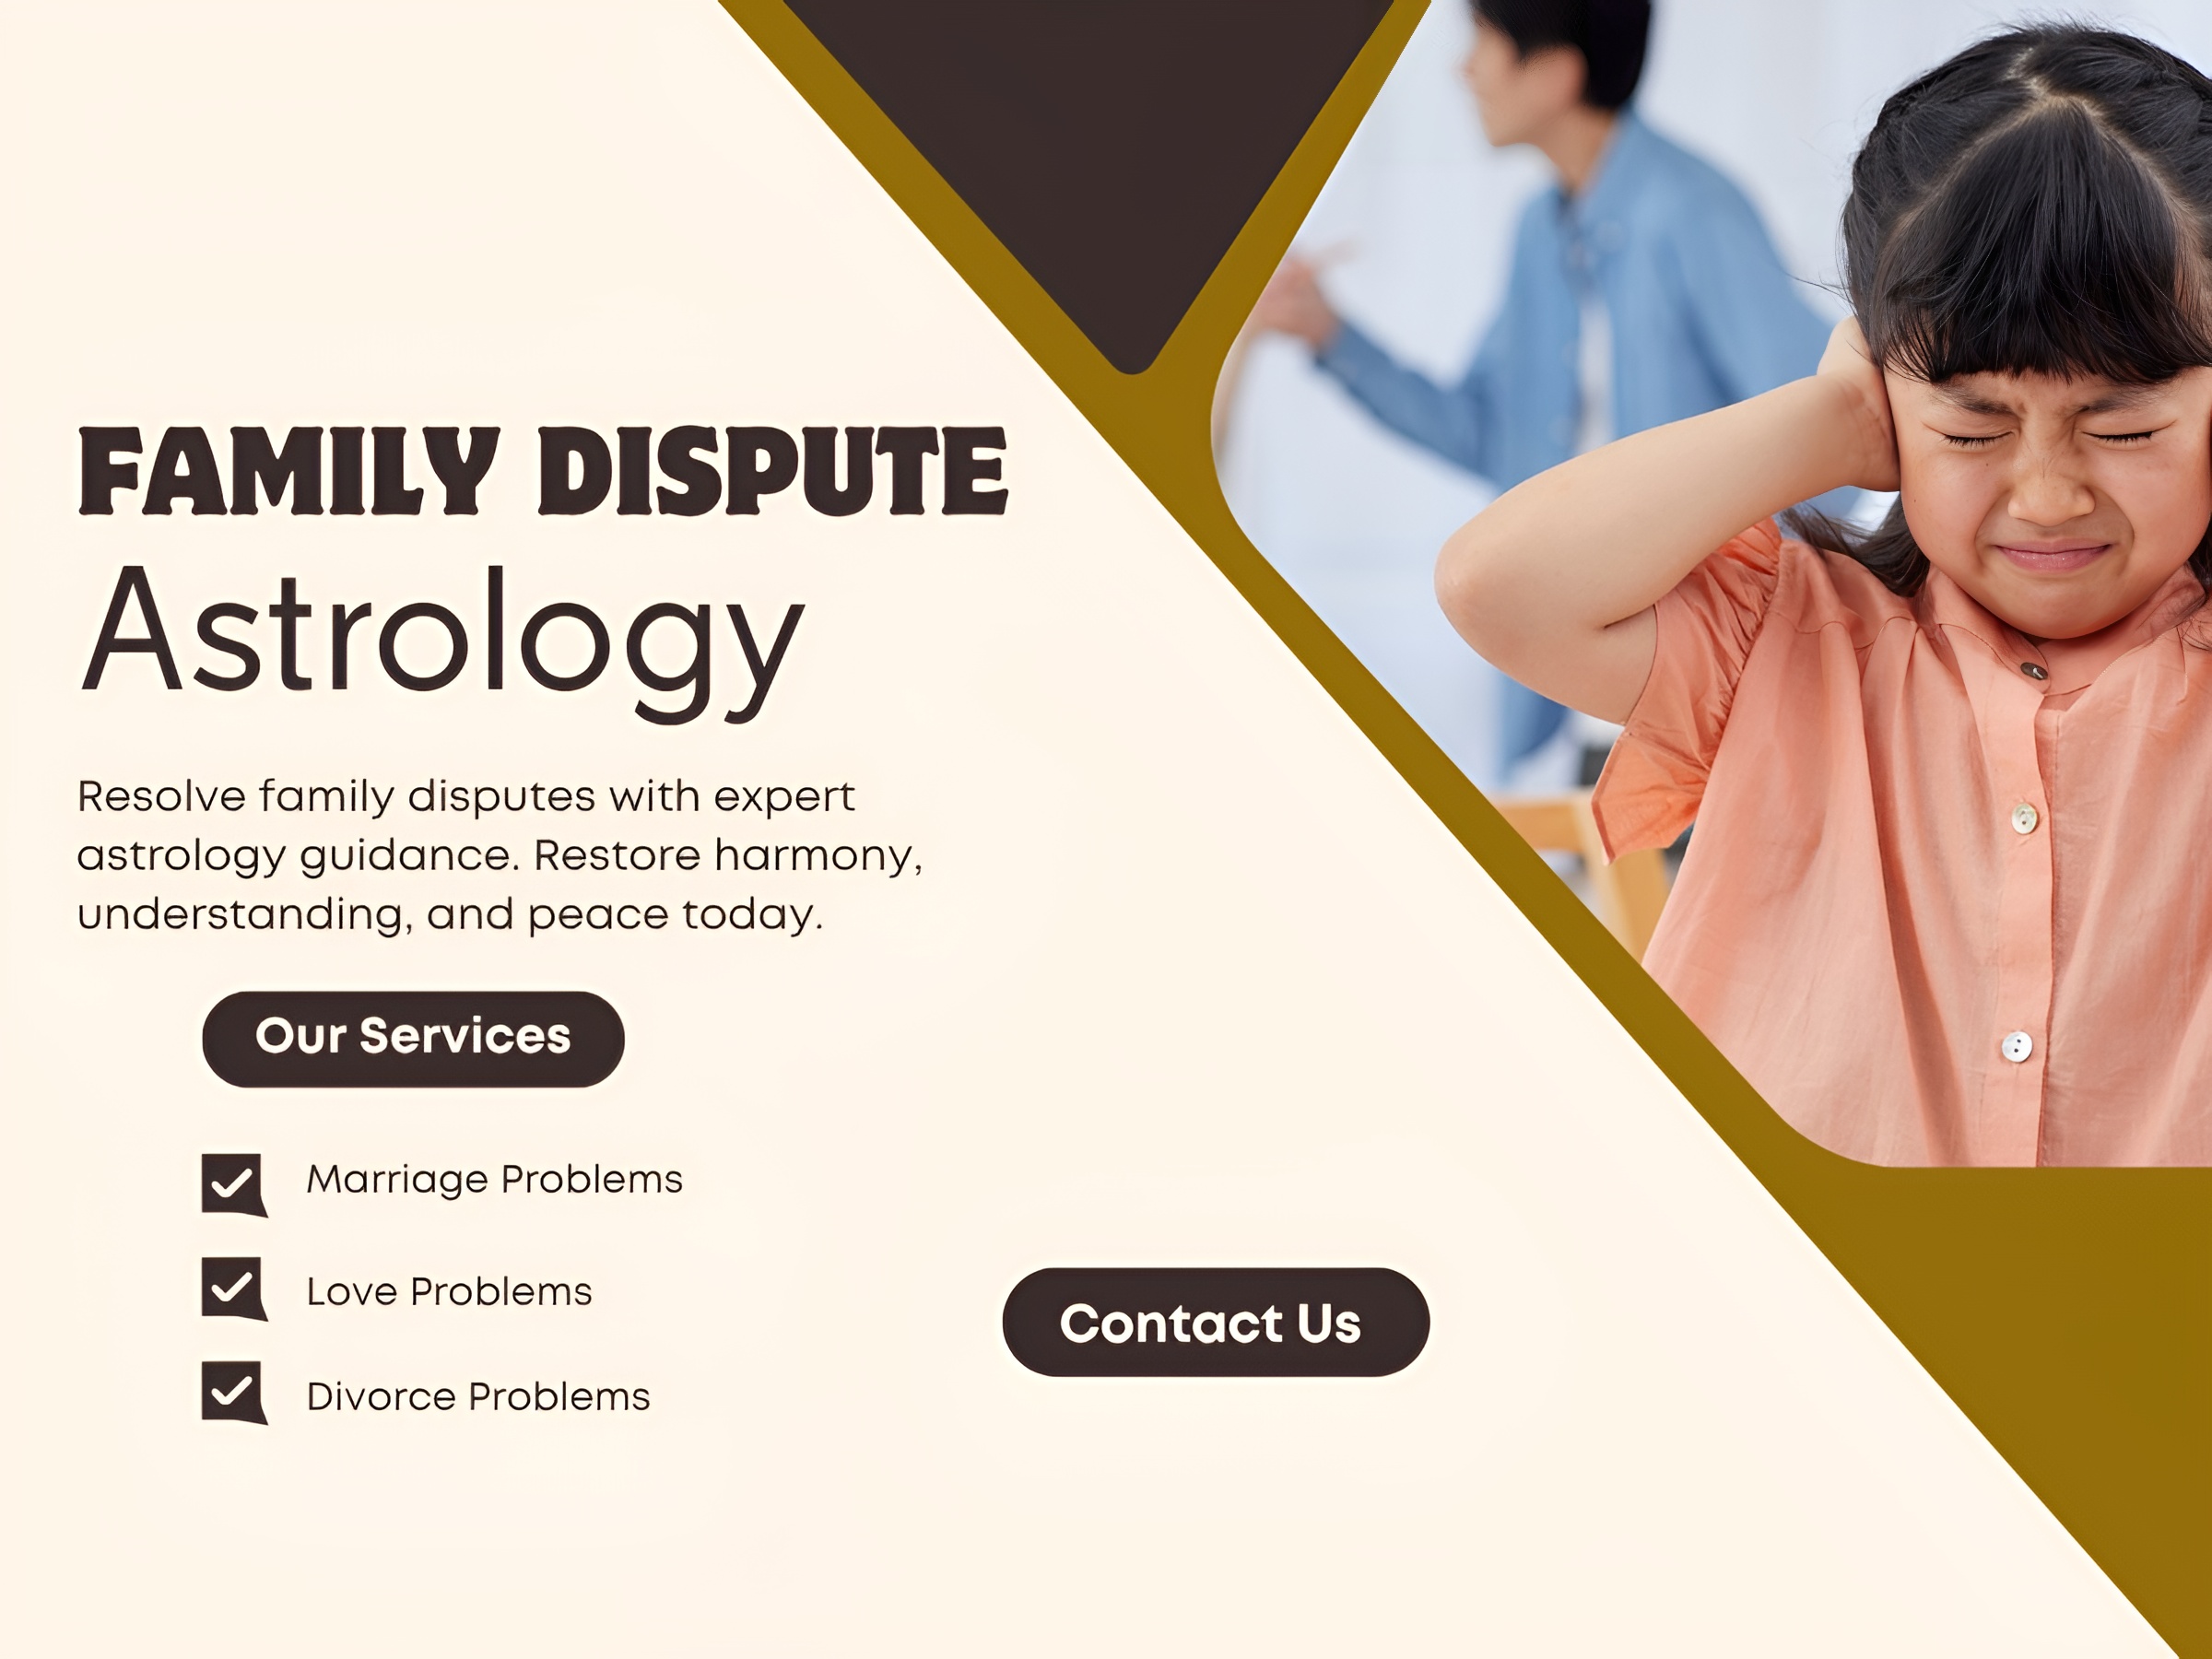 FAMILY DISPUTE
Astrology
Resolve family disputes with expert
astrology guidance. Restore harmony,
understanding, and peace today.
Our Services
Marriage Problems
Love Problems
Divorce Problems
Contact Us